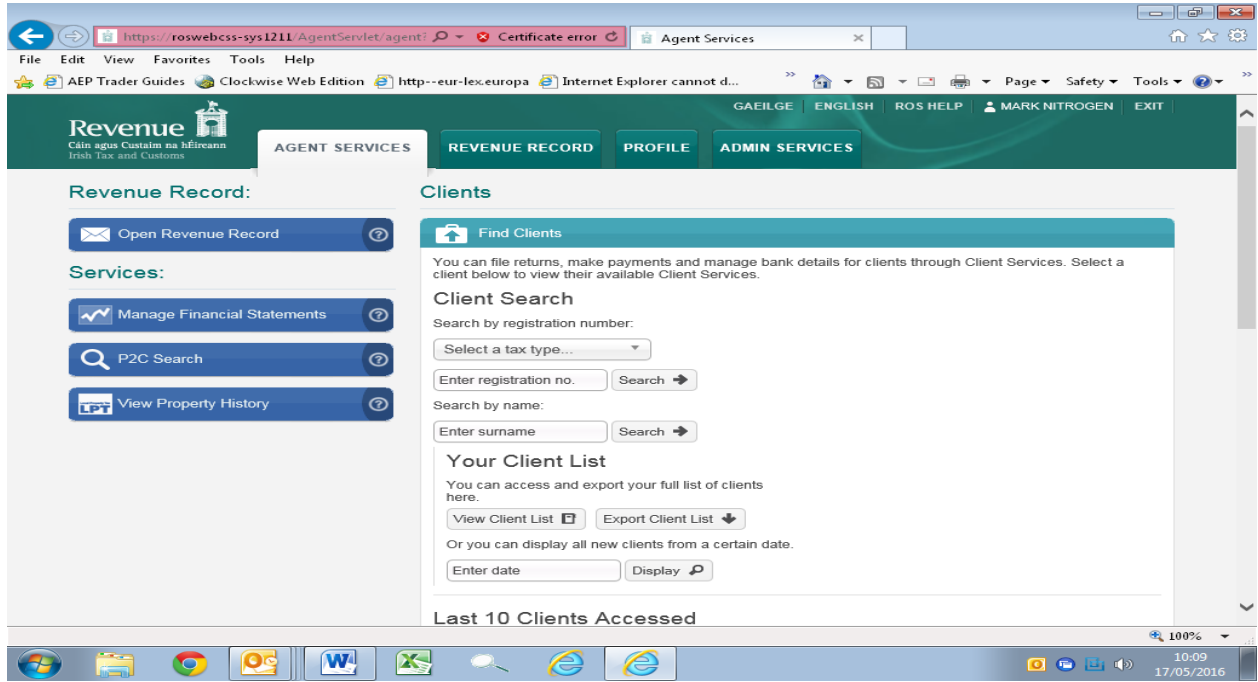 https://roswebcss-sys1211/AgentServlet/agent?
Certificate error
Agent Services
File Edit View Favorites Tools Help
AEP Trader Guides Clockwise Web Edition http--eur-lex.europa Internet Explorer cannot d... Page Safety Tools
GAEILGE ENGLISH ROS HELP MARK NITROGEN EXIT
Revenue
Cáin agus Custaim na hÉireann
Irish Tax and Customs
AGENT SERVICES REVENUE RECORD PROFILE ADMIN SERVICES
Revenue Record:
Open Revenue Record ?
Services:
Manage Financial Statements ?
P2C Search ?
LPT View Property History ?
Clients
Find Clients
You can file returns, make payments and manage bank details for clients through Client Services. Select a
client below to view their available Client Services.
Client Search
Search by registration number:
Select a tax type...
Enter registration no. Search
Search by name:
Enter surname Search
Your Client List
You can access and export your full list of clients
here.
View Client List Export Client List
Or you can display all new clients from a certain date.
Enter date Display
Last 10 Clients Accessed
100%
10:09
17/05/2016